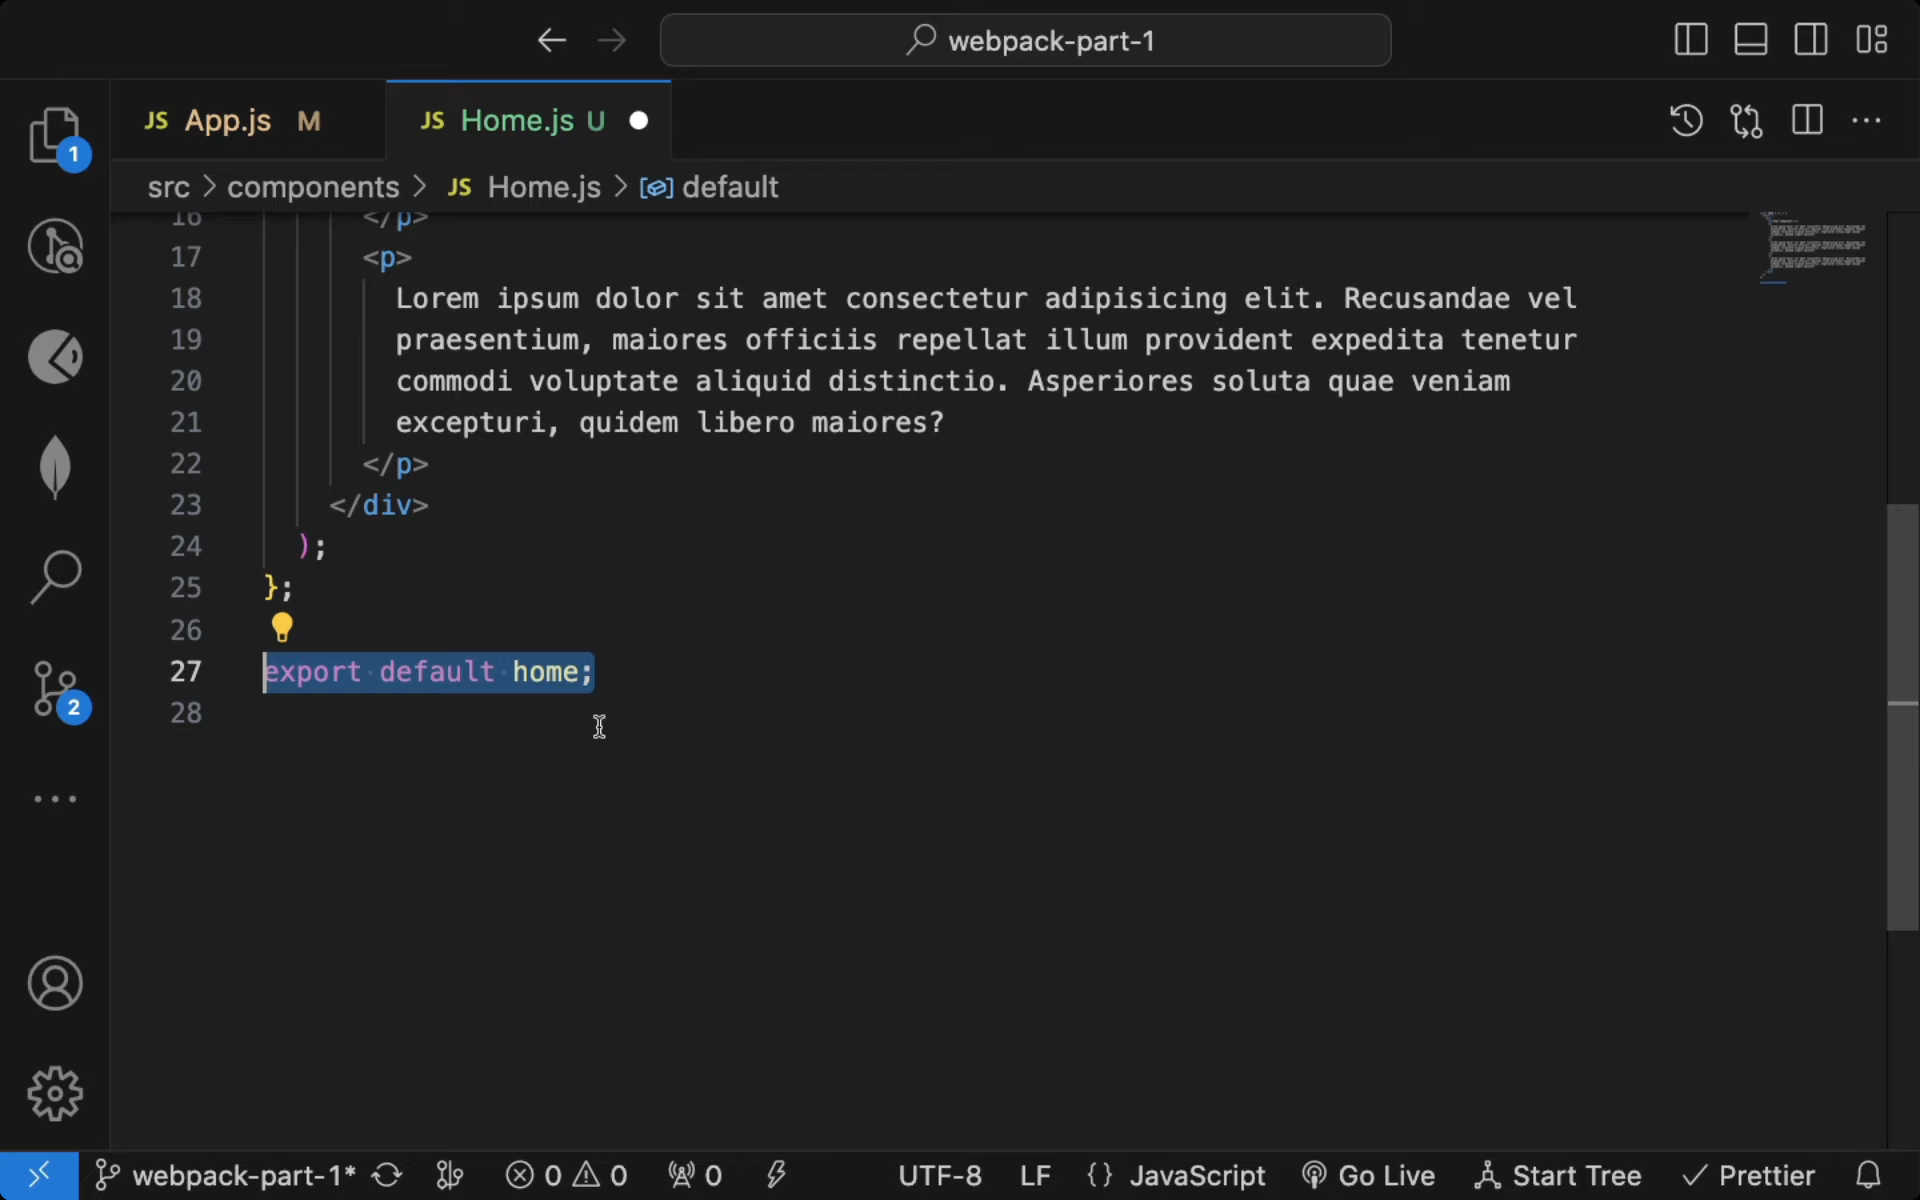 webpack-part-1
JS App.js M
JS Home.js U
src > components > JS Home.js > default
16 </p>
17 <p>
18 Lorem ipsum dolor sit amet consectetur adipisicing elit. Recusandae vel
19 praesentium, maiores officiis repellat illum provident expedita tenetur
20 commodi voluptate aliquid distinctio. Asperiores soluta quae veniam
21 excepturi, quidem libero maiores?
22 </p>
23 </div>
24 );
25 };
26
27 export default home;
28
1
2
webpack-part-1* 0 0 0 UTF-8 LF {} JavaScript Go Live Start Tree Prettier